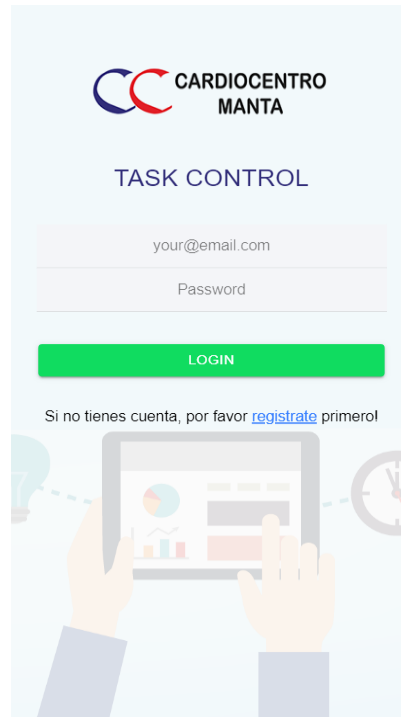 CARDIOCENTRO
MANTA
TASK CONTROL
your@email.com
Password
LOGIN
Si no tienes cuenta, por favor registrate primero!